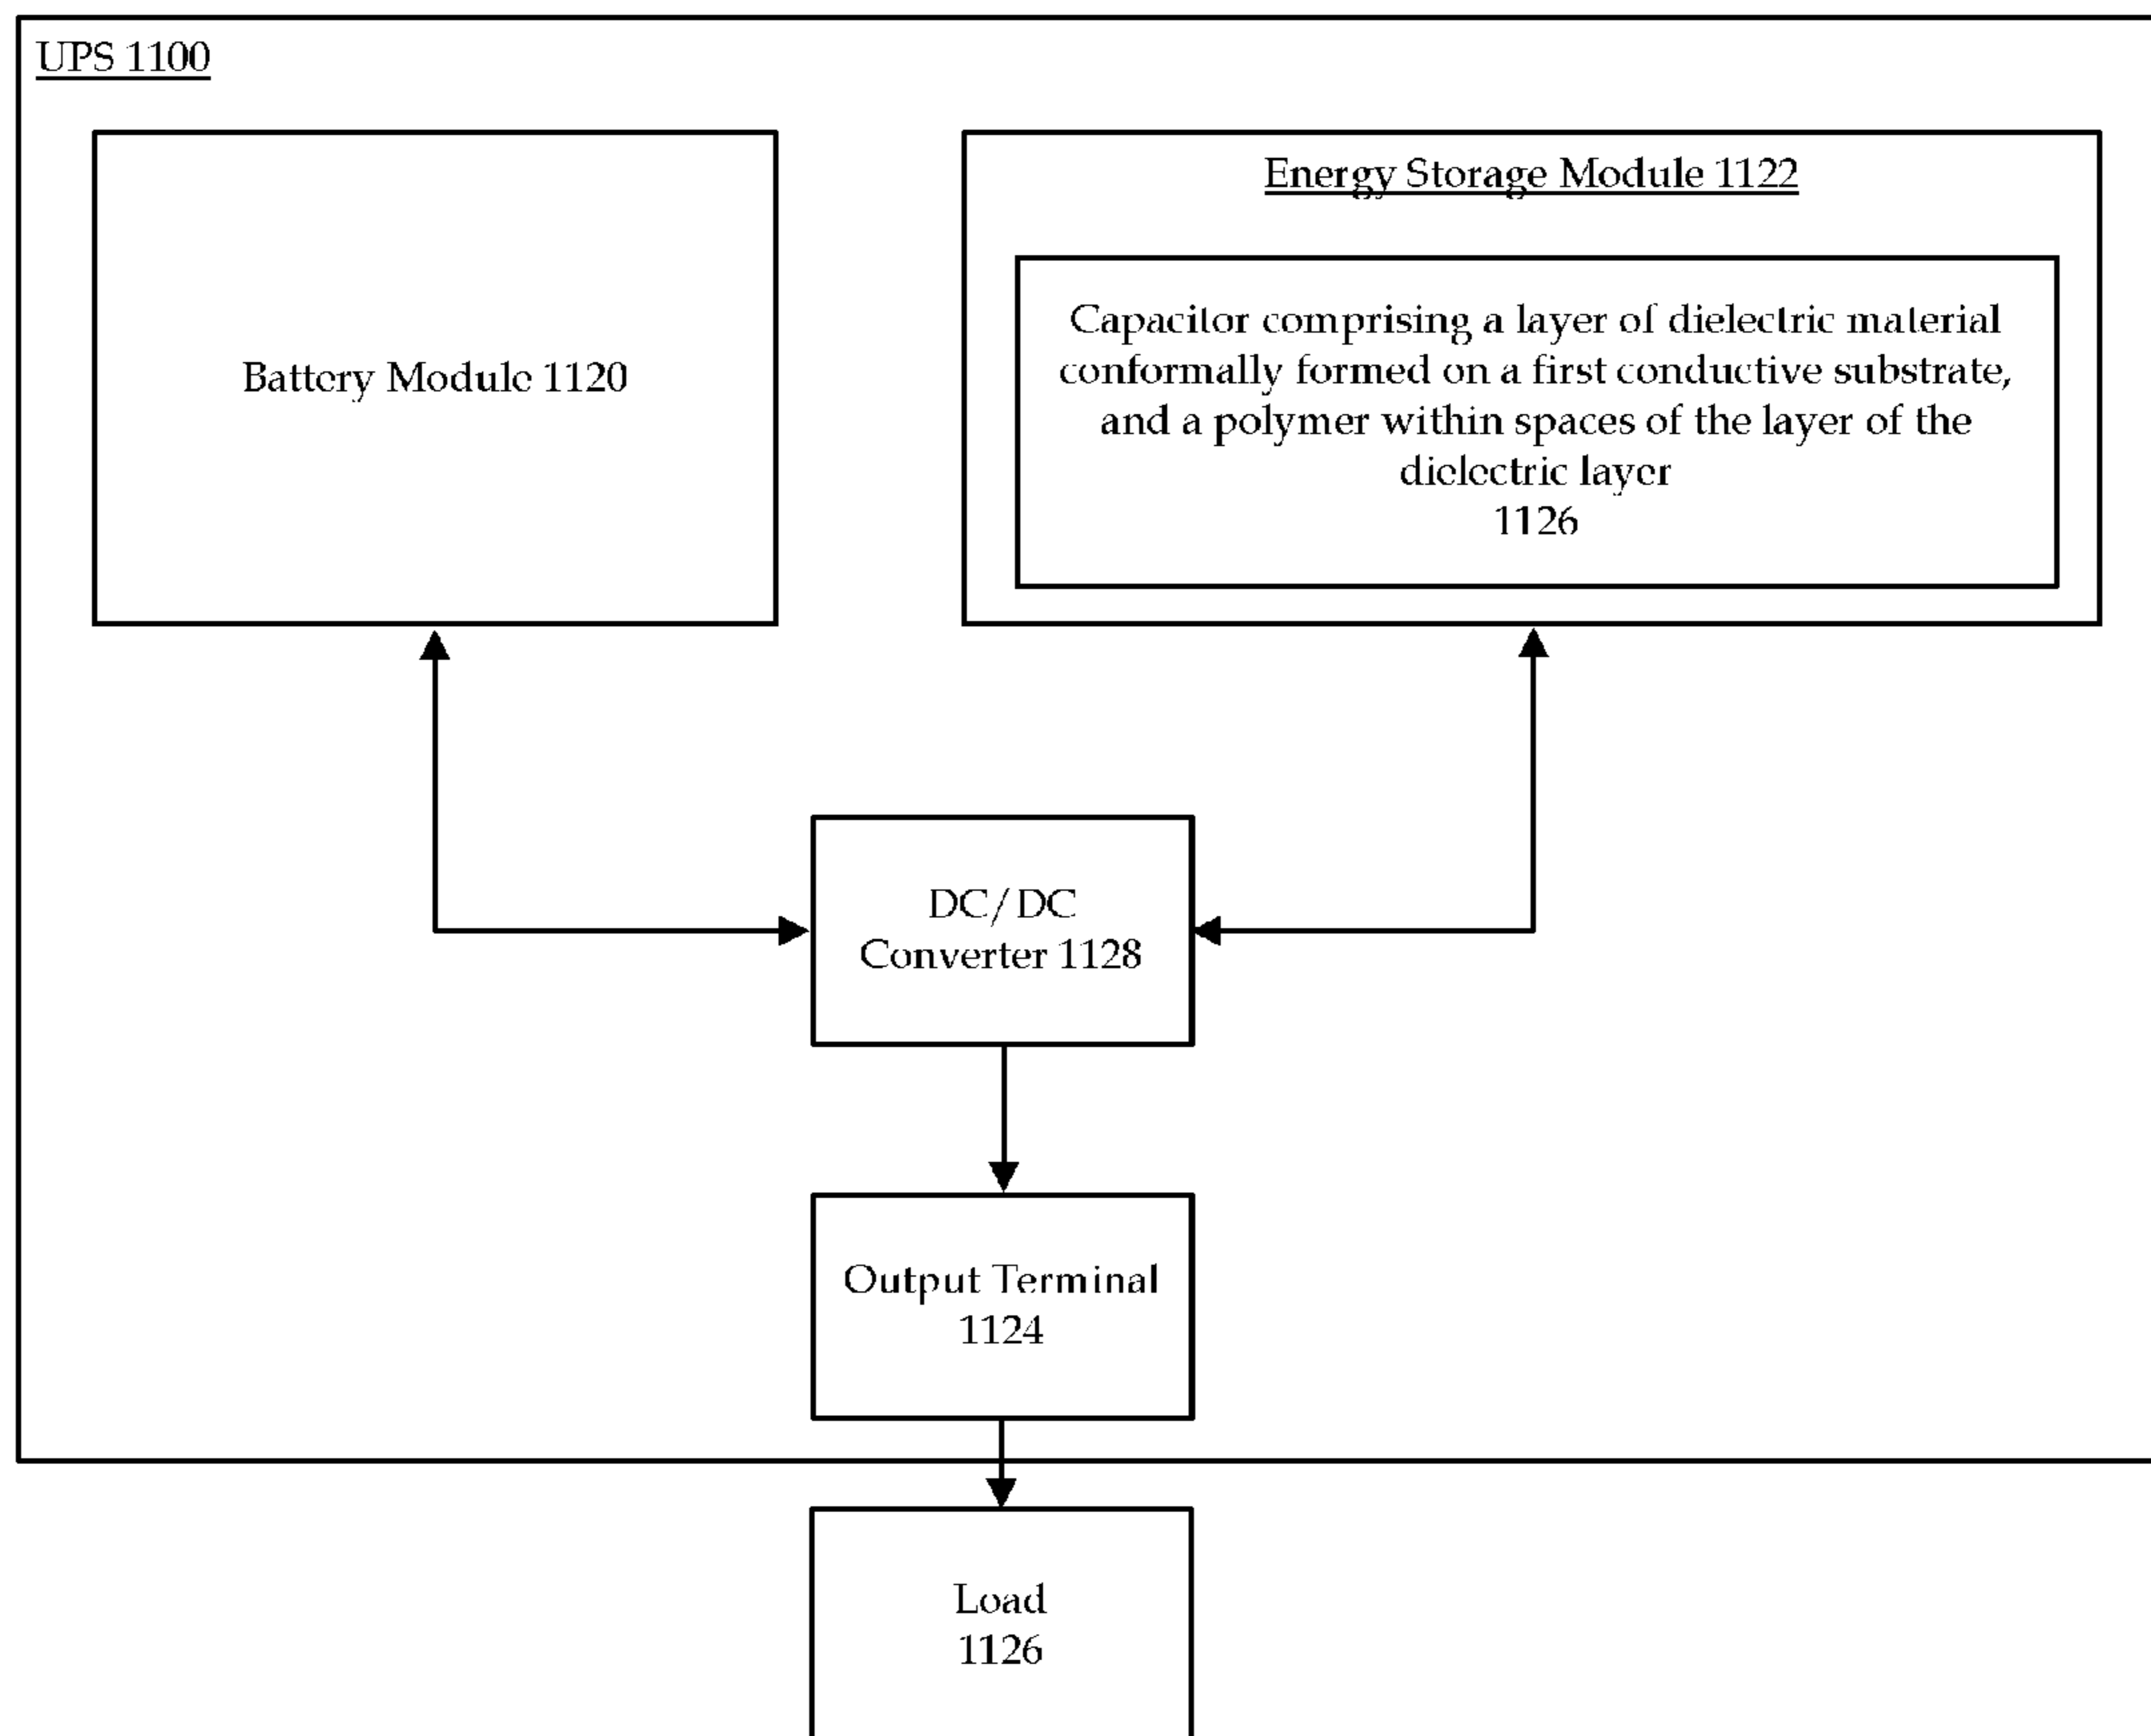 UPS 1100
Battery Module 1120
Energy Storage Module 1122
Capacitor comprising a layer of dielectric material
conformally formed on a first conductive substrate,
and a polymer within spaces of the layer of the
dielectric layer
1126
DC/DC
Converter 1128
Output Terminal
1124
Load
1126